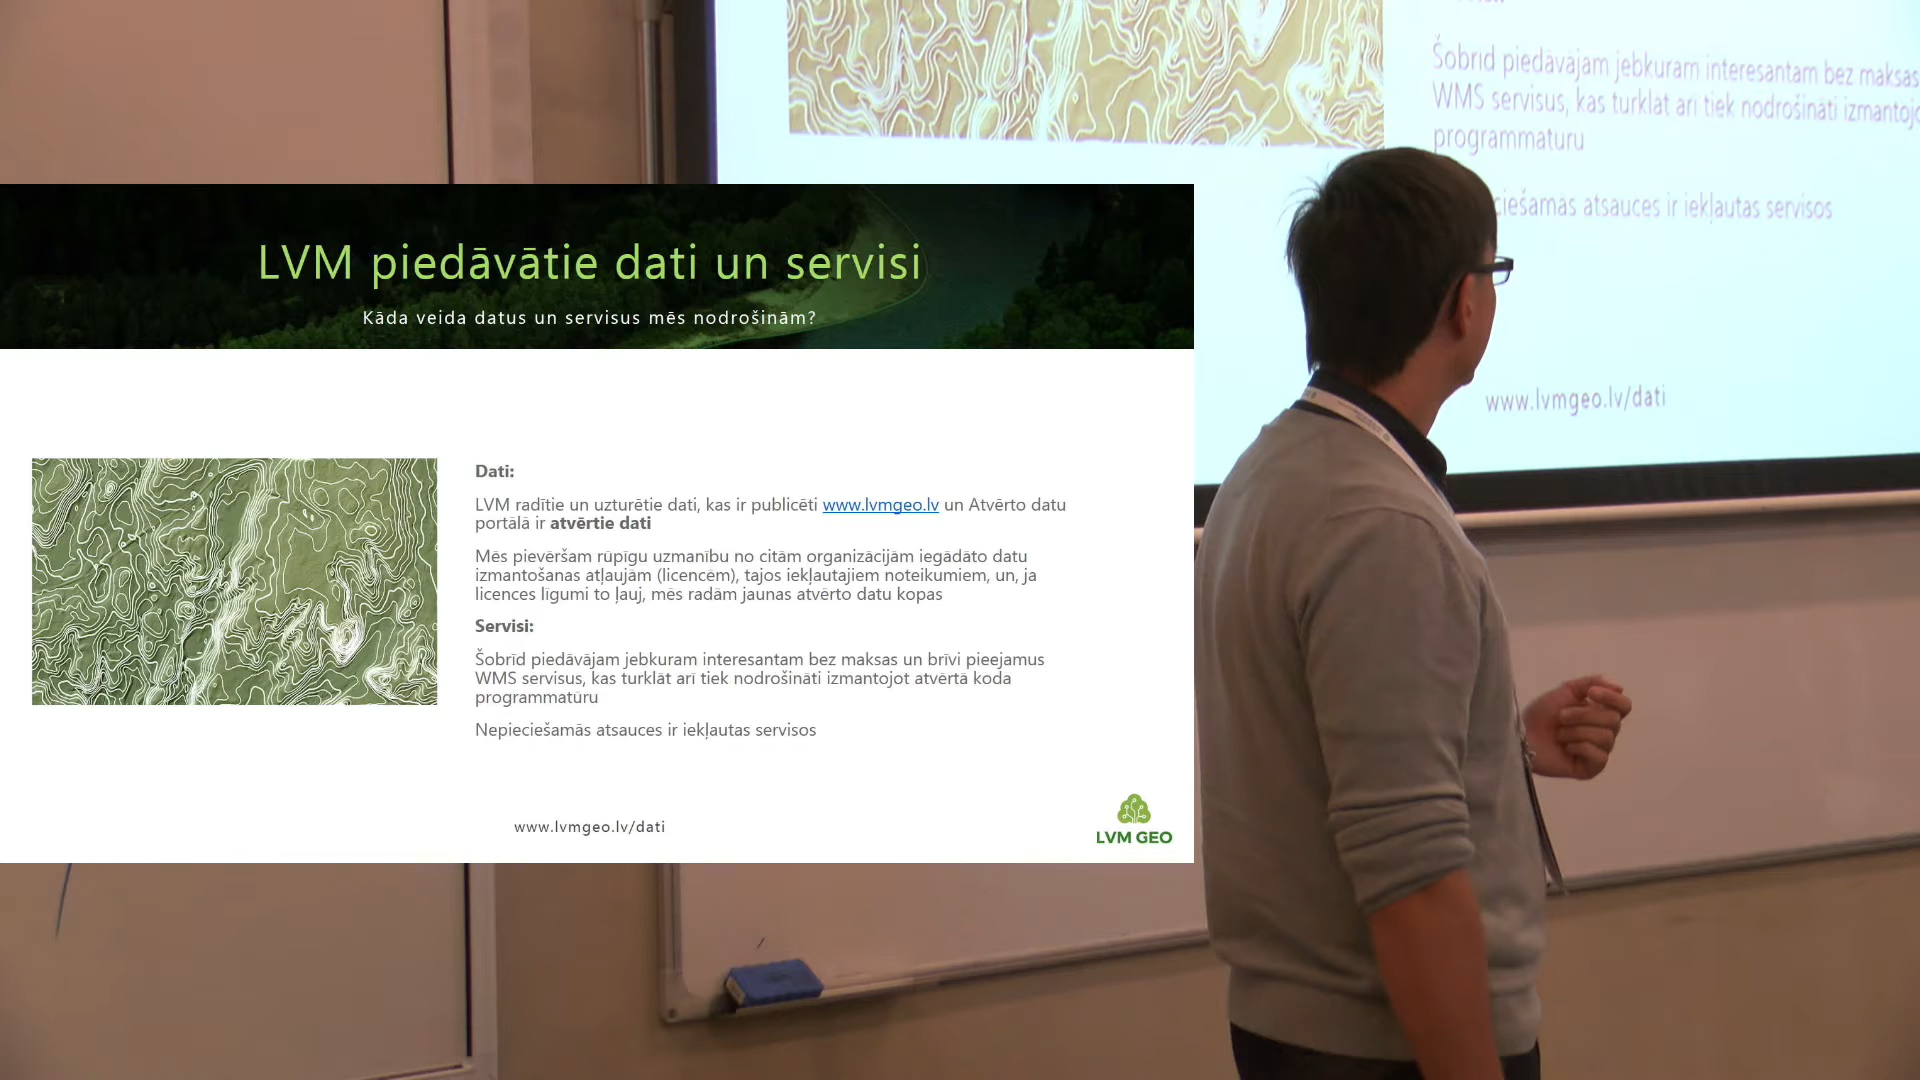 LVM piedāvātie dati un servisi
Kāda veida datus un servisus mēs nodrošinām?
Dati:
LVM radītie un uzturētie dati, kas ir publicēti www.lvmgeo.lv un Atvērto datu
portālā ir atvērtie dati
Mēs pievēršam rūpīgu uzmanību no citām organizācijām iegādāto datu
izmantošanas atļaujām (licencēm), tajos iekļautajiem noteikumiem, un, ja
licences līgumi to ļauj, mēs radām jaunas atvērto datu kopas
Servisi:
Šobrīd piedāvājam jebkuram interesantam bez maksas un brīvi pieejamus
WMS servisus, kas turklāt arī tiek nodrošināti izmantojot atvērtā koda
programmatūru
Nepieciešamās atsauces ir iekļautas servisos
www.lvmgeo.lv/dati
LVM GEO
Šobrīd piedāvājam jebkuram interesantam bez maksas
WMS servisus, kas turklāt arī tiek nodrošināti
programmatūru
atsauces ir iekļautas servisos
www.lvmgeo.lv/dati